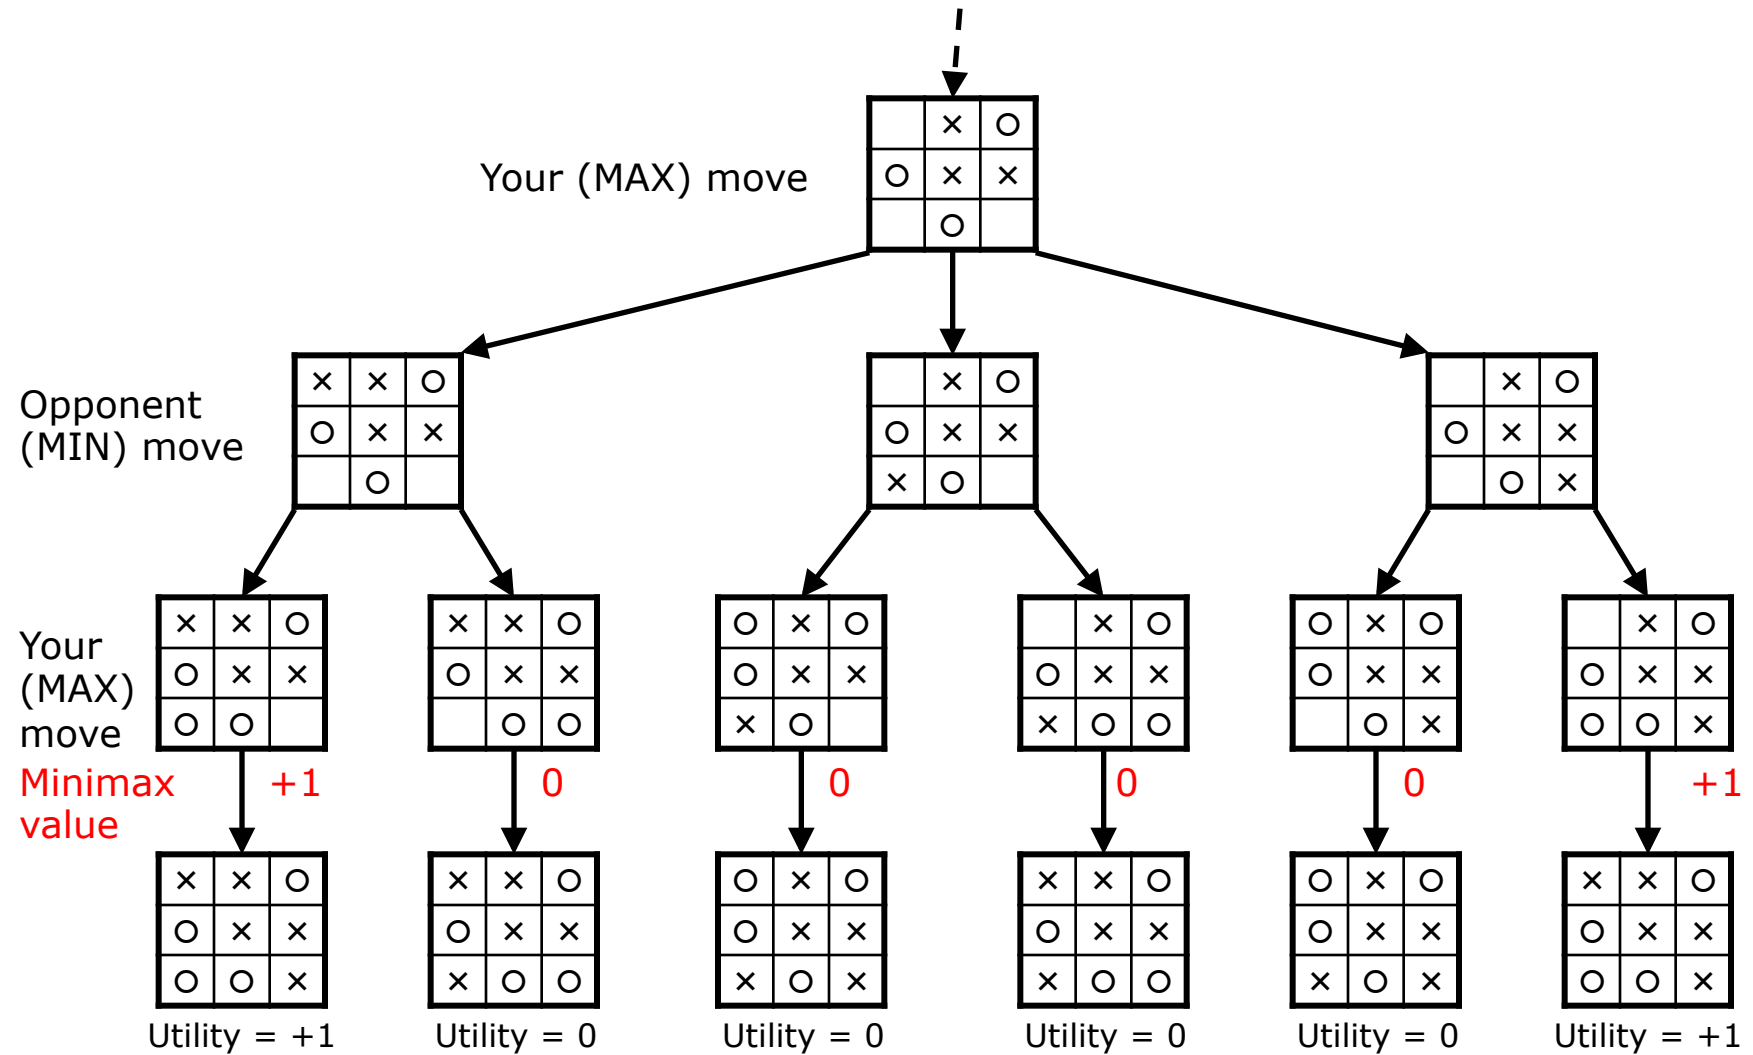 × ○
Your (MAX) move
○ × ×
○
Opponent
(MIN) move
× × ○ × ○ × ○
○ × × ○ × × ○ × ×
○ × ○ ○ ×
Your
(MAX)
move
× × ○ × × ○ ○ × ○ × ○ ○ × ○ × ○
○ × × ○ × × ○ × × ○ × × ○ × × ○ × ×
○ ○ ○ ○ × ○ × ○ ○ ○ × ○ ○ ×
Minimax
value
+1 0 0 0 0 +1
× × ○ × × ○ ○ × ○ × × ○ ○ × ○ × × ○
○ × × ○ × × ○ × × ○ × × ○ × × ○ × ×
○ ○ × × ○ ○ × ○ × × ○ ○ × ○ × ○ ○ ×
Utility = +1 Utility = 0 Utility = 0 Utility = 0 Utility = 0 Utility = +1